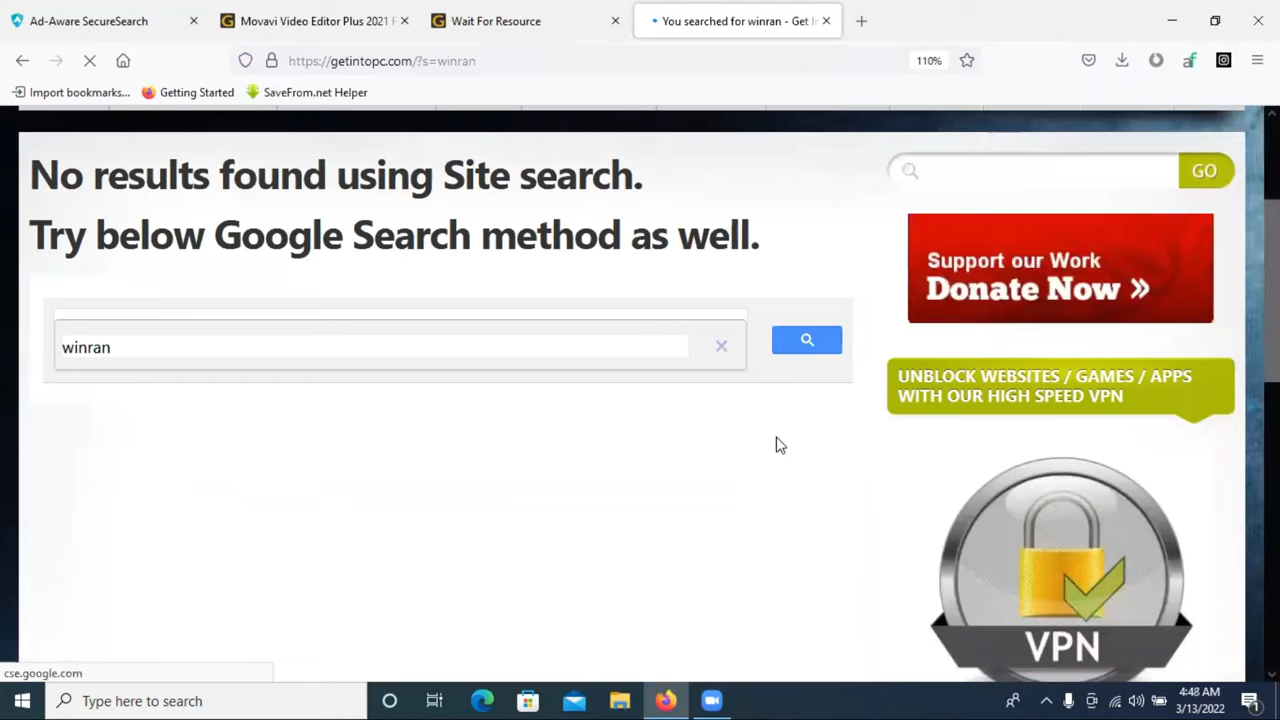 Ad-Aware SecureSearch
Movavi Video Editor Plus 2021 F
Wait For Resource
You searched for winran - Get In
https://getintopc.com/?s=winran
110%
Import bookmarks...
Getting Started
SaveFrom.net Helper
No results found using Site search.
Try below Google Search method as well.
GO
Support our Work
Donate Now »
winran
UNBLOCK WEBSITES / GAMES / APPS
WITH OUR HIGH SPEED VPN
VPN
cse.google.com
Type here to search
4:48 AM
3/13/2022
1